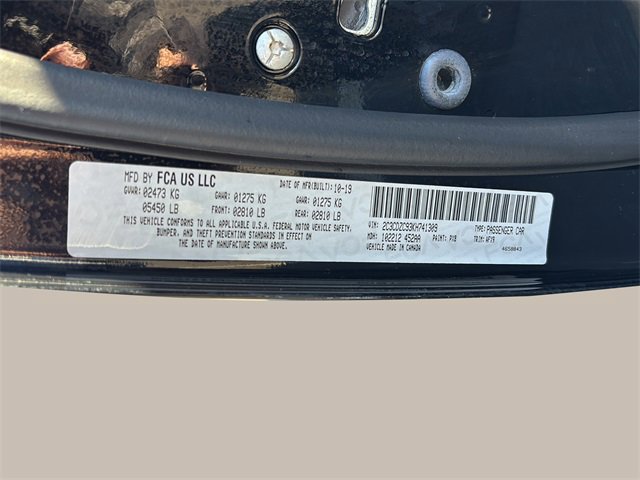 MFD BY FCA US LLC
DATE OF MFR(BUILT): 10-19
GVWR: 02473 KG GAWR: 01275 KG GAWR: 01275 KG
05450 LB FRONT: 02810 LB REAR: 02810 LB
THIS VEHICLE CONFORMS TO ALL APPLICABLE U.S.A. FEDERAL MOTOR VEHICLE SAFETY,
BUMPER, AND THEFT PREVENTION STANDARDS IN EFFECT ON
THE DATE OF MANUFACTURE SHOWN ABOVE.
VIN: 2C3CDZC93KH741309 TYPE: PASSENGER CAR
MDH: 102212 452AA PAINT: PX8 TRIM: AFX9
VEHICLE MADE IN CANADA 4658043